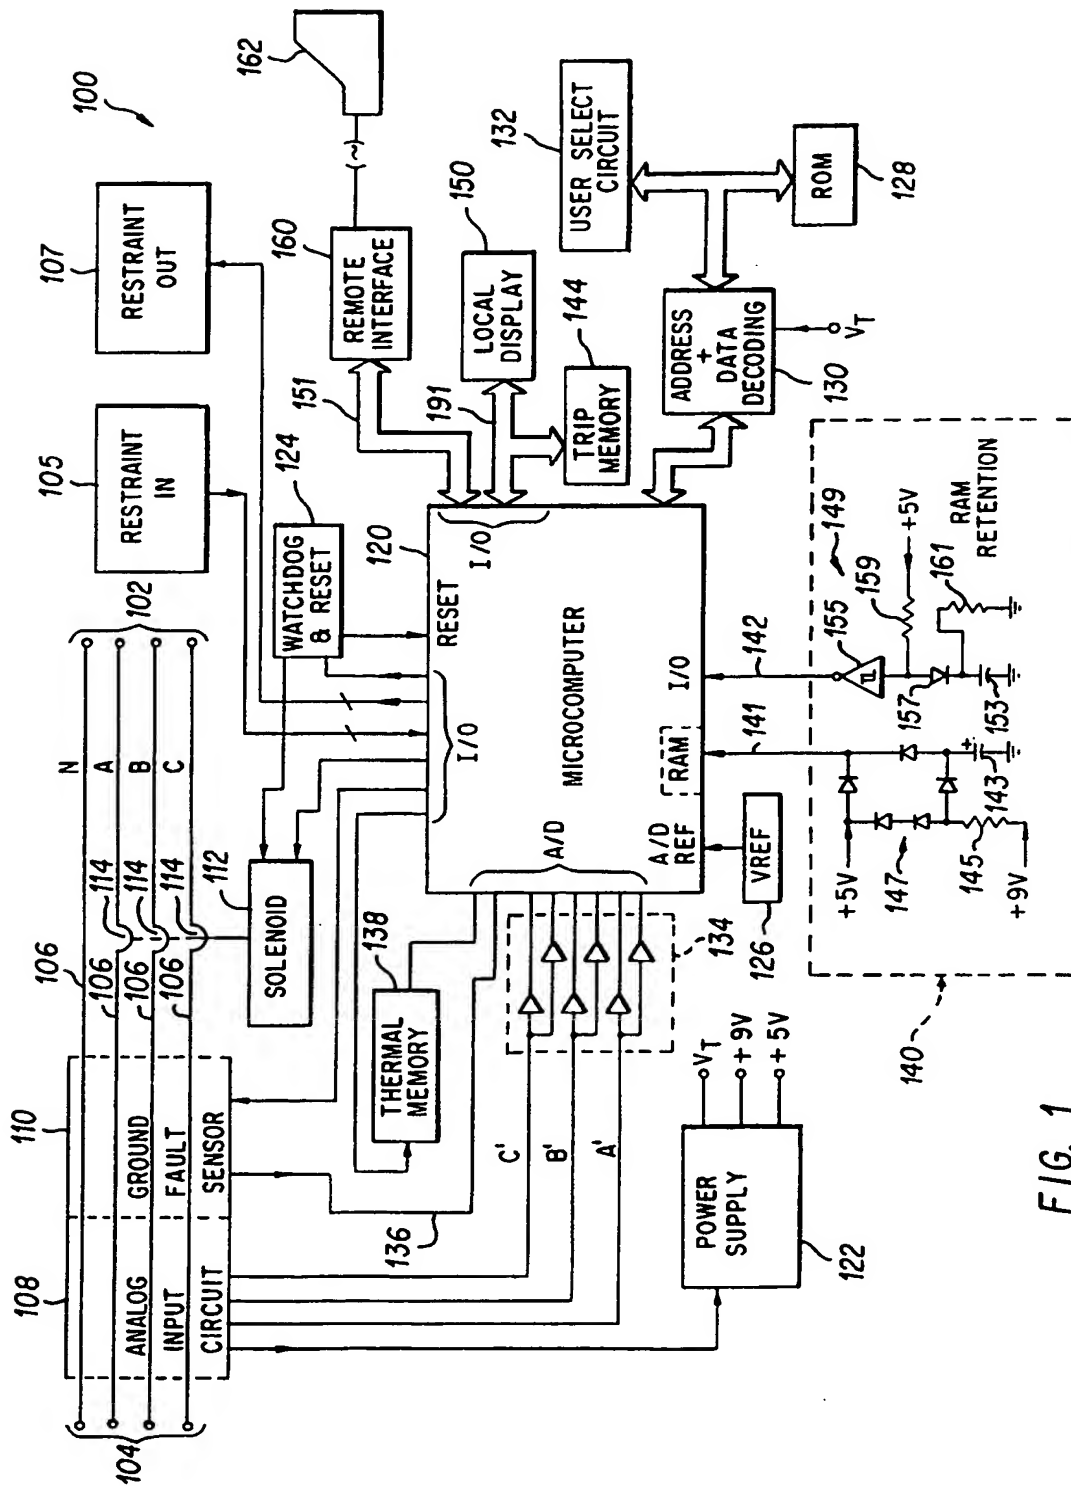 100
162
107
RESTRAINT
OUT
105
RESTRAINT
IN
102
N
A
B
C
114
114
114
106
106
106
106
110
GROUND
FAULT
SENSOR
108
ANALOG
INPUT
CIRCUIT
104
112
SOLENOID
124
WATCHDOG
& RESET
160
REMOTE
INTERFACE
151
150
LOCAL
DISPLAY
191
144
TRIP
MEMORY
132
USER SELECT
CIRCUIT
ROM
128
ADDRESS
+
DATA
DECODING
130
VT
120
RESET
I/O
I/O
MICROCOMPUTER
A/D
RAM
I/O
A/D
REF
138
THERMAL
MEMORY
136
C'
B'
A'
134
VREF
126
POWER
SUPPLY
122
VT
+9V
+5V
140
141
142
149
155
159
+5V
157
161
153
RAM
RETENTION
+5V
147
+
143
145
+9V
FIG. 1